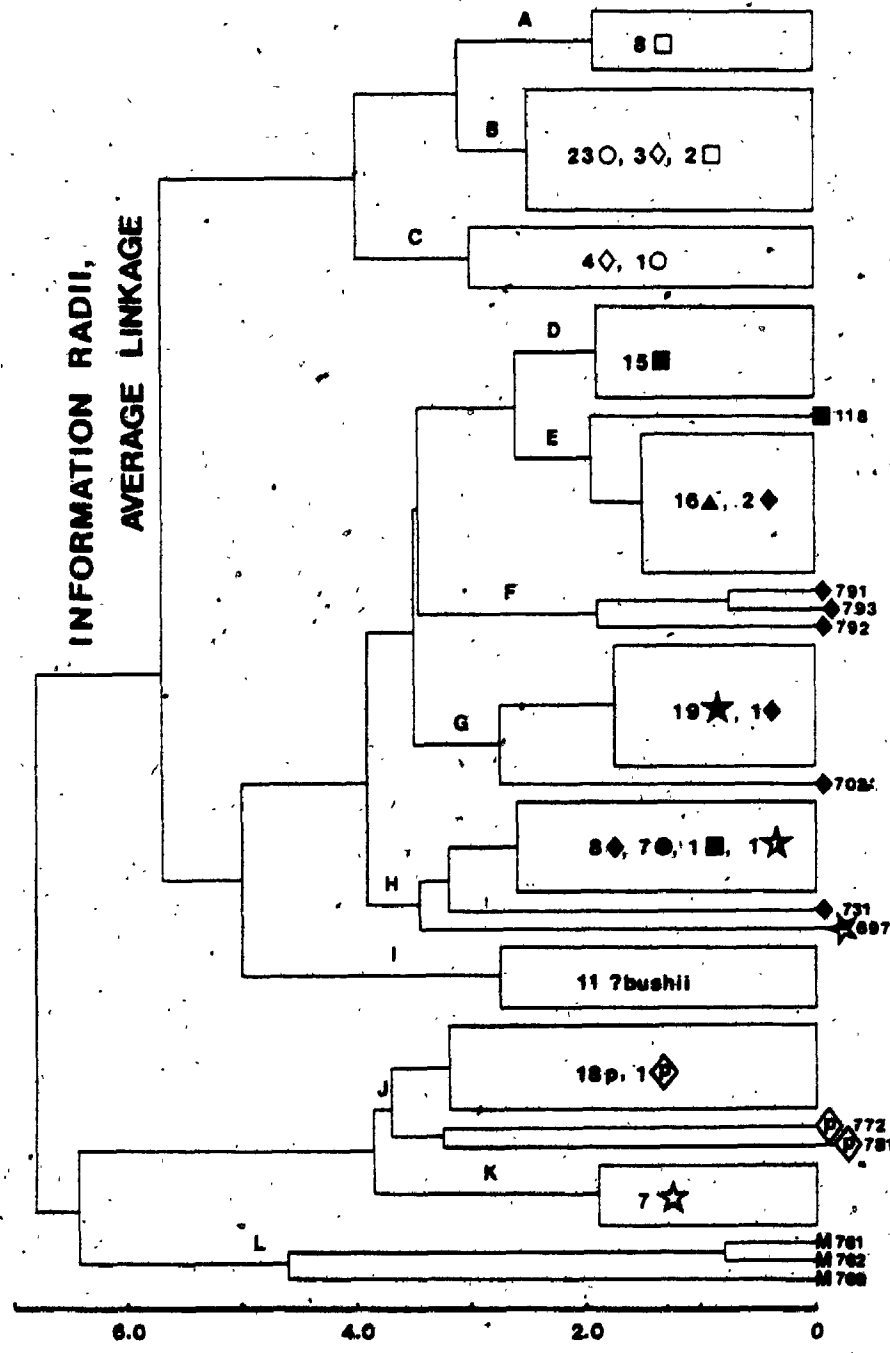 INFORMATION RADII,
AVERAGE LINKAGE
A
8 □
B
23 ○, 3 ◇, 2 □
C
4 ◇, 1 ○
D
15 ■
E
■ 118
16 ▲, 2 ◆
F
◆ 791
◆ 793
◆ 792
G
19 ★, 1 ◆
◆
H
8 ◆, 7 ●, 1 ■, 1 ☆
◆ 731
☆ 697
I
11 ?bushii
J
18p, 1 ◇p
◇p 772
◇p 781
K
7 ☆
L
M 761
M 762
M
6.0 4.0 2.0 0